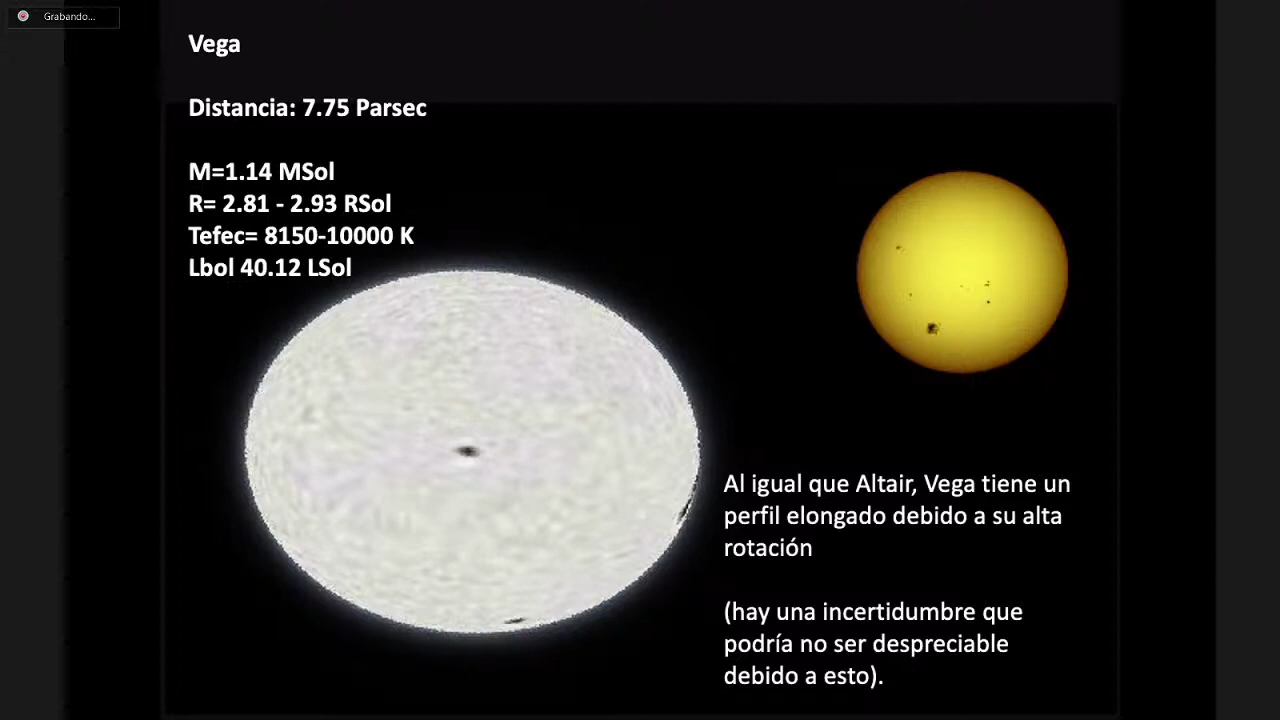 Grabando...
Vega
Distancia: 7.75 Parsec
M=1.14 MSol
R= 2.81 - 2.93 RSol
Tefec= 8150-10000 K
Lbol 40.12 LSol
Al igual que Altair, Vega tiene un
perfil elongado debido a su alta
rotación
(hay una incertidumbre que
podría no ser despreciable
debido a esto).